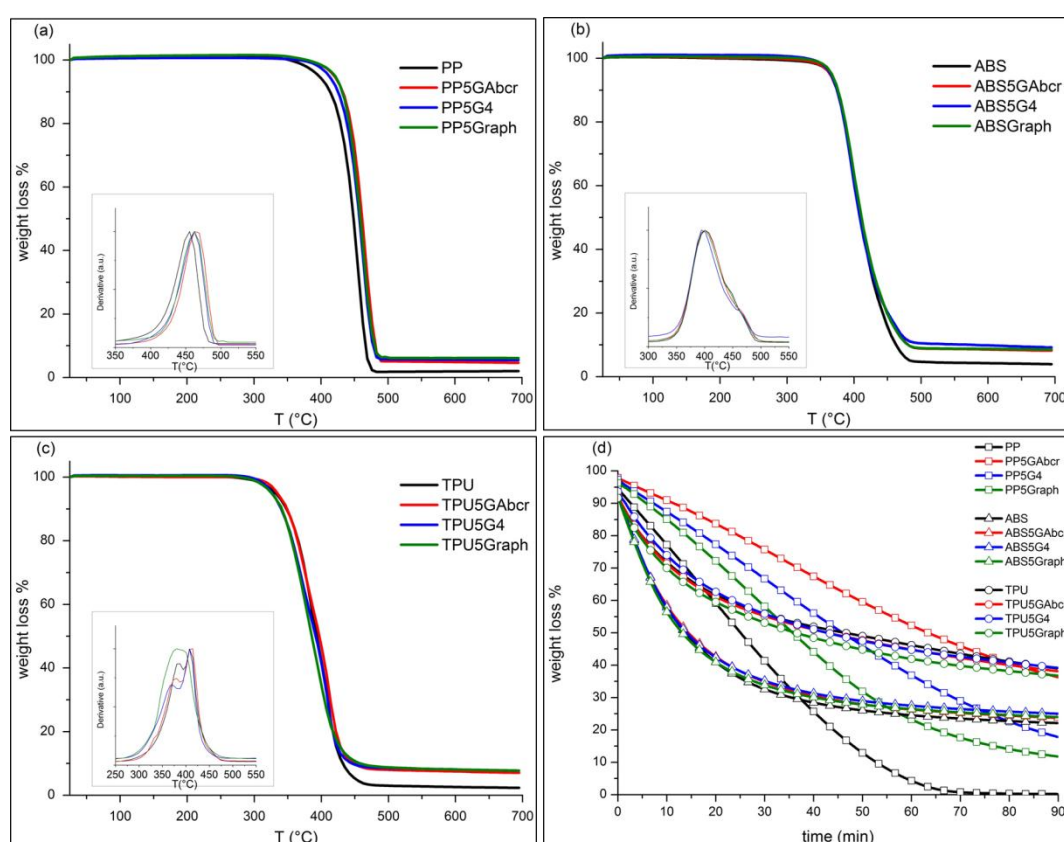 (a)
100
80
60
40
20
0
weight loss %
100 200 300 400 500 600 700
T (°C)
PP
PP5GAbcr
PP5G4
PP5Graph
Derivative (a.u.)
350 400 450 500 550
T(°C)
(b)
100
80
60
40
20
0
weight loss %
100 200 300 400 500 600 700
T (°C)
ABS
ABS5GAbcr
ABS5G4
ABSGraph
Derivative (a.u.)
300 350 400 450 500 550
T(°C)
(c)
100
80
60
40
20
0
weight loss %
100 200 300 400 500 600 700
T (°C)
TPU
TPU5GAbcr
TPU5G4
TPU5Graph
Derivative (a.u.)
250 300 350 400 450 500 550
T(°C)
(d)
100
90
80
70
60
50
40
30
20
10
0
weight loss %
0 10 20 30 40 50 60 70 80 90
time (min)
PP
PP5GAbcr
PP5G4
PP5Graph
ABS
ABS5GAbcr
ABS5G4
ABS5Graph
TPU
TPU5GAbcr
TPU5G4
TPU5Graph